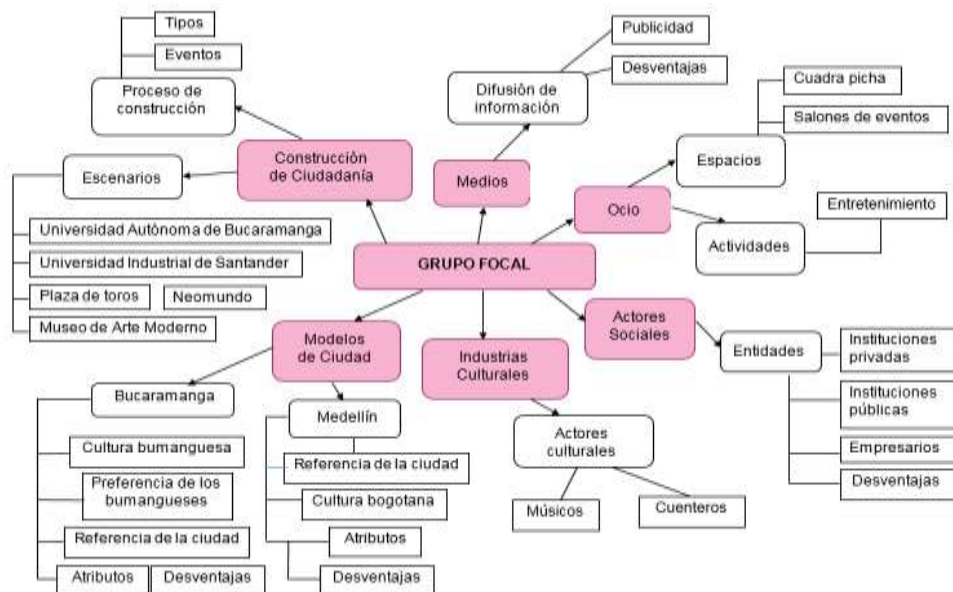 Tipos
Eventos
Proceso de
construcción
Escenarios
Construcción
de Ciudadanía
Universidad Autónoma de Bucaramanga
Universidad Industrial de Santander
Plaza de toros
Neomundo
Museo de Arte Moderno
Publicidad
Desventajas
Difusión de
información
Medios
Cuadra picha
Salones de eventos
Espacios
Ocio
Entretenimiento
Actividades
GRUPO FOCAL
Modelos
de Ciudad
Industrias
Culturales
Actores
Sociales
Entidades
Instituciones
privadas
Instituciones
públicas
Empresarios
Desventajas
Bucaramanga
Cultura bumanguesa
Preferencia de los
bumangueses
Referencia de la ciudad
Atributos
Desventajas
Medellín
Referencia de la ciudad
Cultura bogotana
Atributos
Desventajas
Actores
culturales
Músicos
Cuenteros